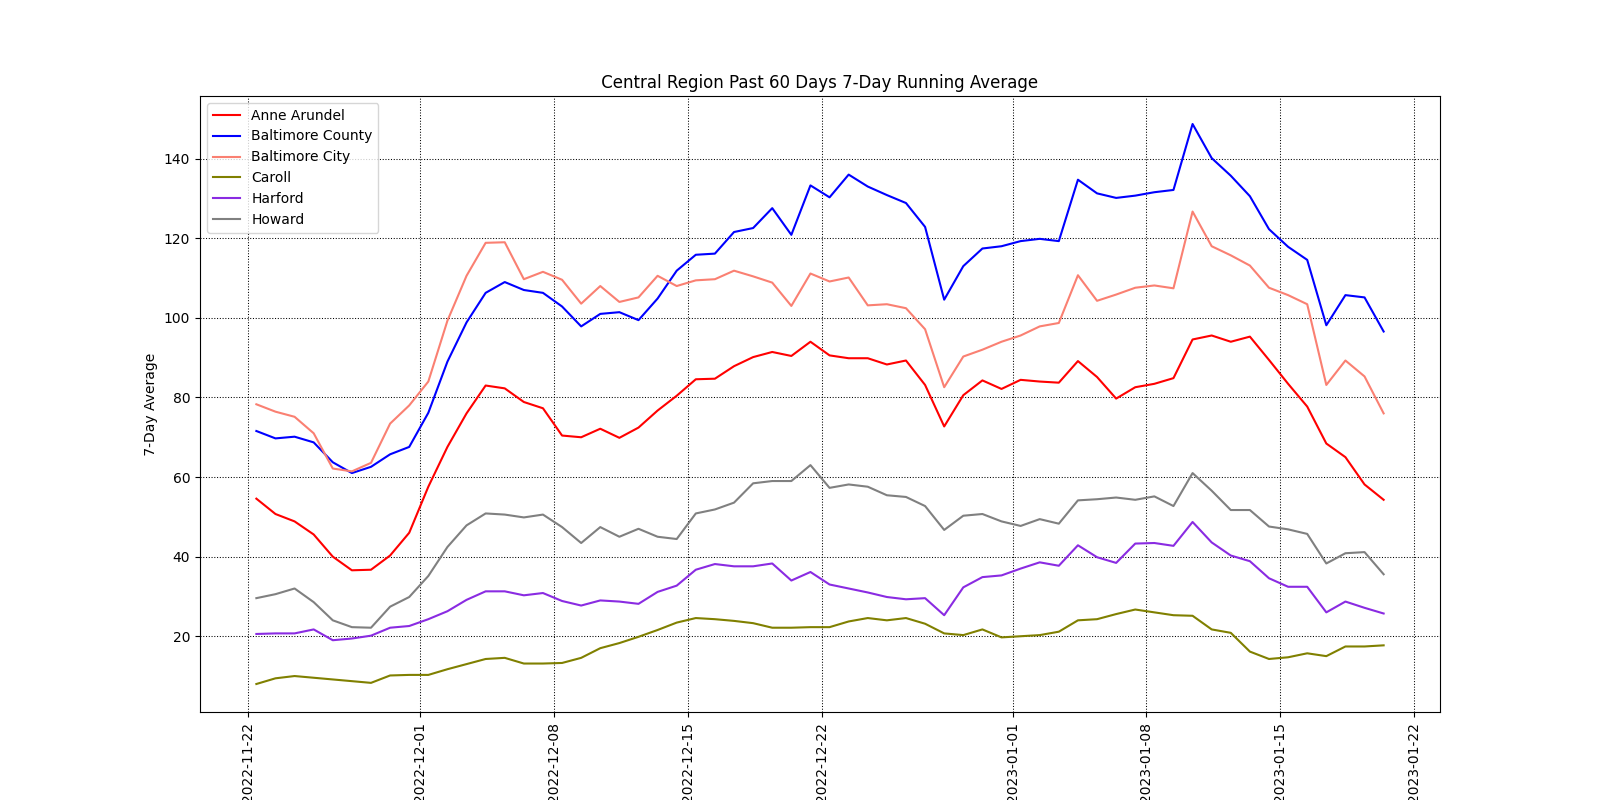 Central Region Past 60 Days 7-Day Running Average
Anne Arundel
Baltimore County
Baltimore City
Caroll
Harford
Howard
7-Day Average
140
120
100
80
60
40
20
2022-11-22
2022-12-01
2022-12-08
2022-12-15
2022-12-22
2023-01-01
2023-01-08
2023-01-15
2023-01-22